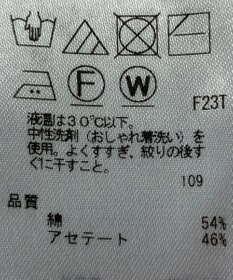 F W
F23T
液温は30℃以下。
中性洗剤(おしゃれ着洗い)を
使用。よくすすぎ、絞りの後す
ぐに干すこと。
109
品質
綿 54%
アセテート 46%